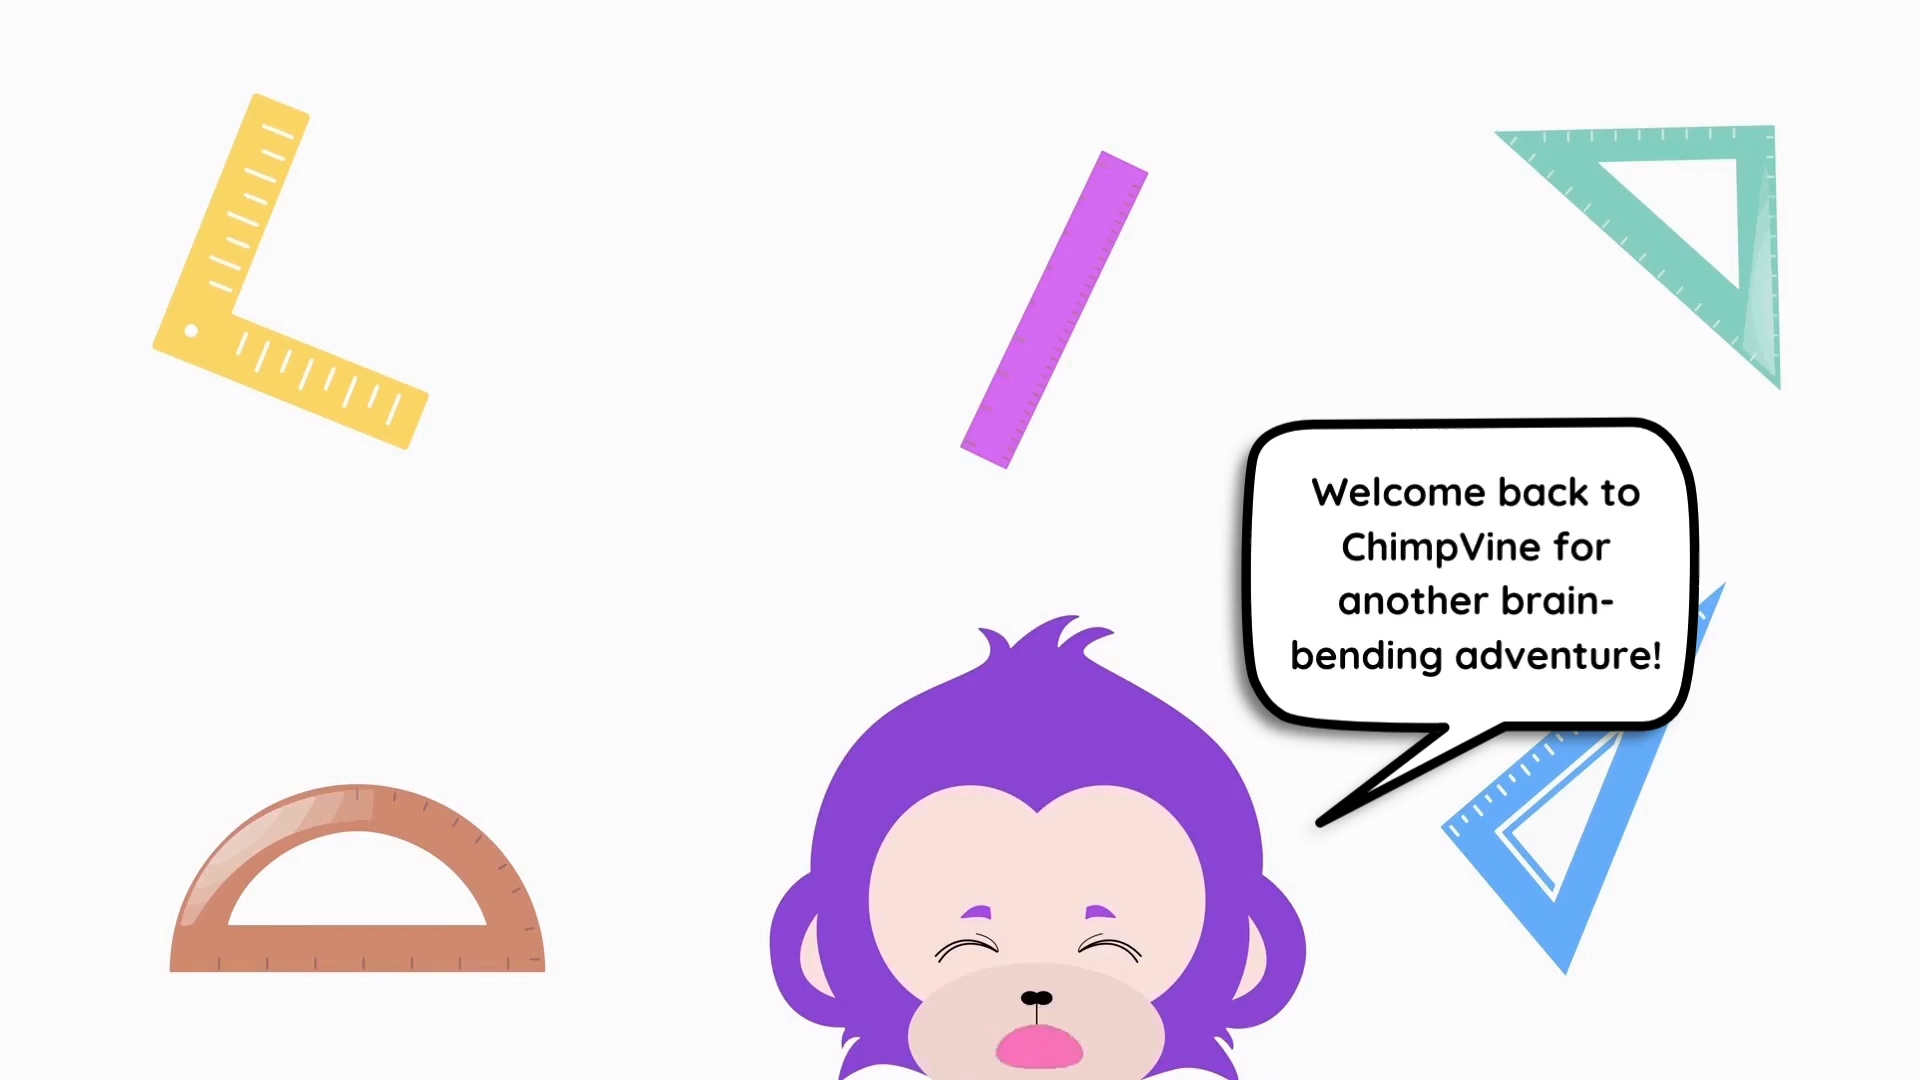 Welcome back to
ChimpVine for
another brain-
bending adventure!